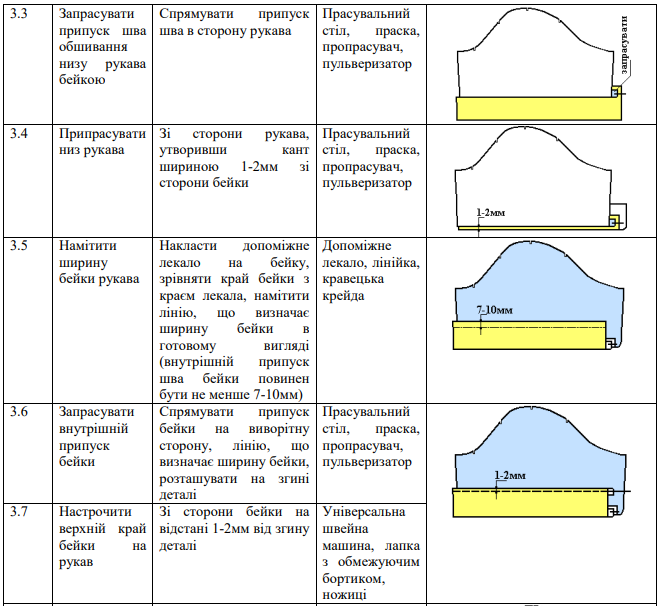 3.3
Запрасувати
припуск шва
обшивання
низу рукава
бейкою
Спрямувати припуск
шва в сторону рукава
Прасувальний
стіл, праска,
пропрасувач,
пульверизатор
запрасувати
3.4
Припрасувати
низ рукава
Зі сторони рукава,
утворивши кант
шириною 1-2мм зі
сторони бейки
Прасувальний
стіл, праска,
пропрасувач,
пульверизатор
1-2мм
3.5
Намітити
ширину
бейки рукава
Накласти допоміжне
лекало на бейку,
зрівняти край бейки з
краєм лекала, намітити
лінію, що визначає
ширину бейки в
готовому вигляді
(внутрішній припуск
шва бейки повинен
бути не менше 7-10мм)
Допоміжне
лекало, лінійка,
кравецька
крейда
7-10мм
3.6
Запрасувати
внутрішній
припуск
бейки
Спрямувати припуск
бейки на виворітну
сторону, лінію, що
визначає ширину бейки,
розташувати на згині
деталі
Прасувальний
стіл, праска,
пропрасувач,
пульверизатор
1-2мм
3.7
Настрочити
верхній край
бейки на
рукав
Зі сторони бейки на
відстані 1-2мм від згину
деталі
Універсальна
швейна
машина, лапка
з обмежуючим
бортиком,
ножиці